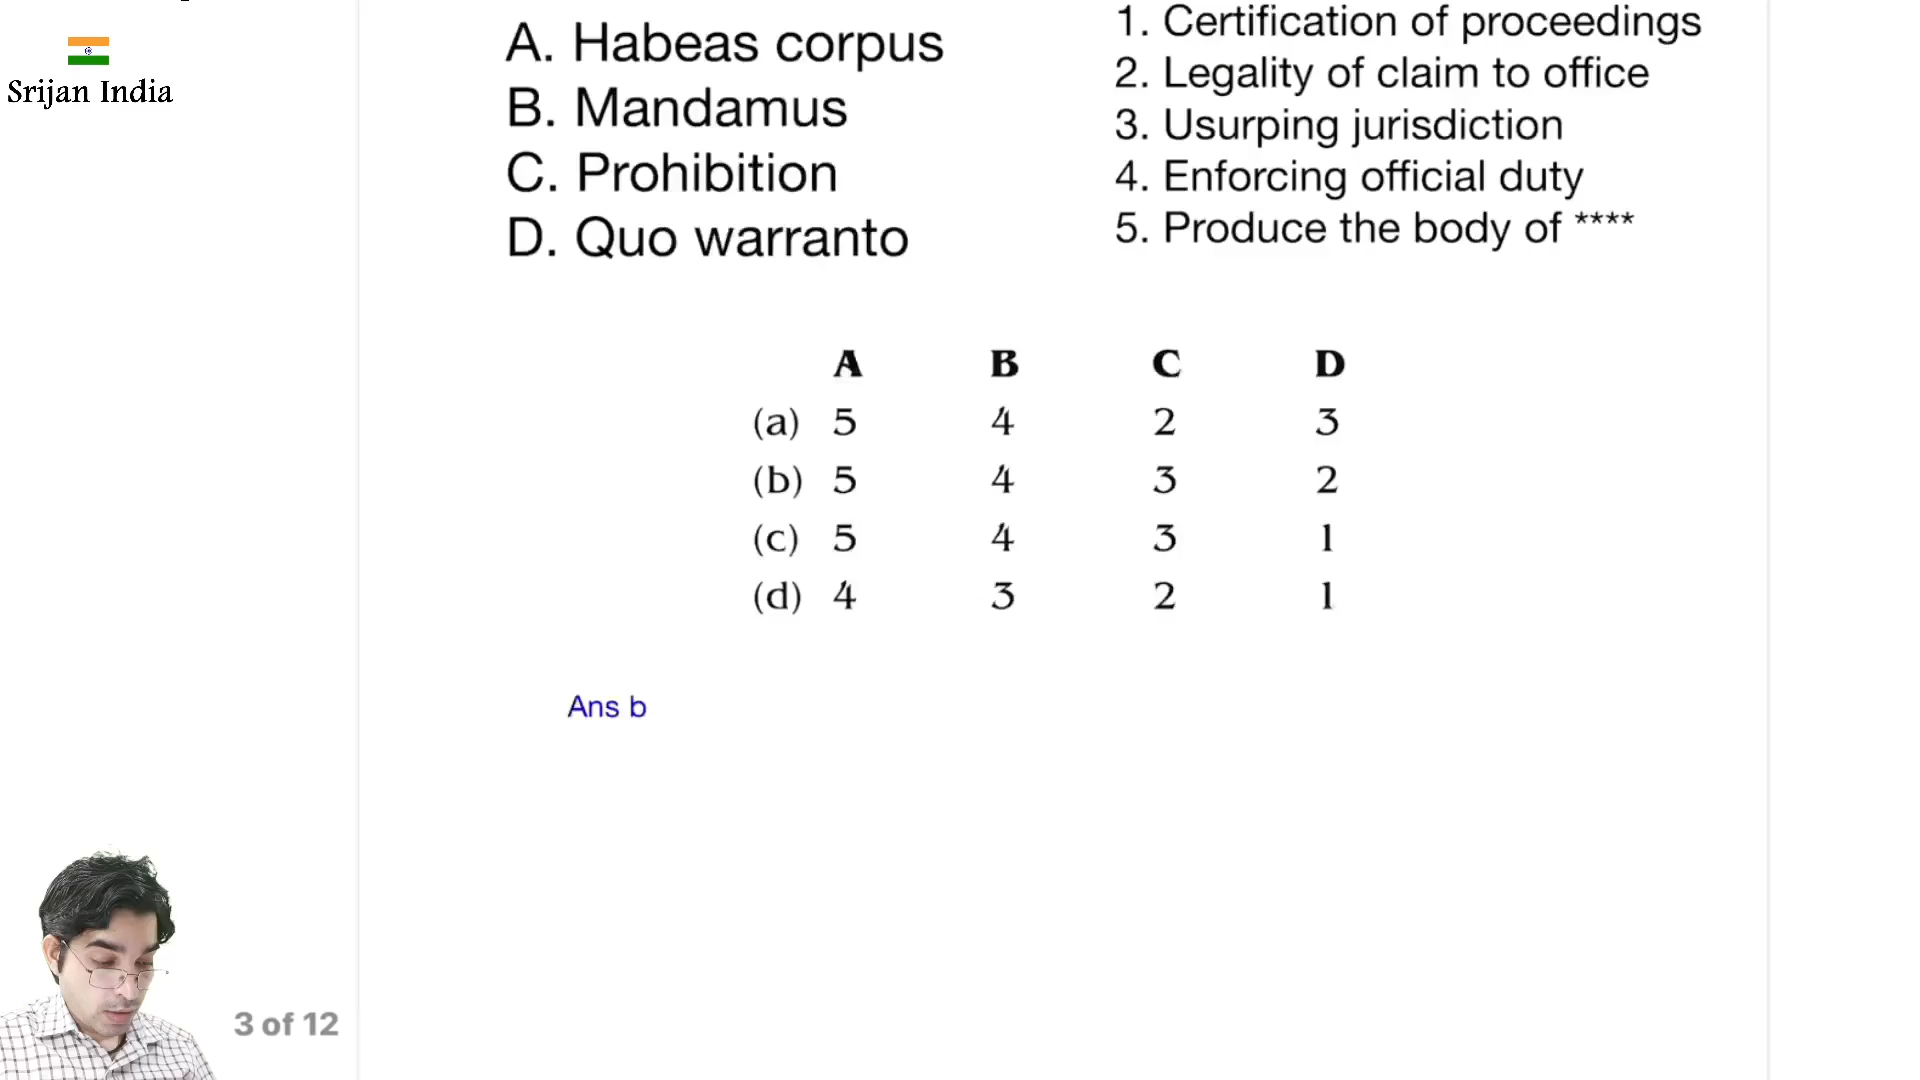 Srijan India
A. Habeas corpus
B. Mandamus
C. Prohibition
D. Quo warranto
1. Certification of proceedings
2. Legality of claim to office
3. Usurping jurisdiction
4. Enforcing official duty
5. Produce the body of ****
A B C D
(a) 5 4 2 3
(b) 5 4 3 2
(c) 5 4 3 1
(d) 4 3 2 1
Ans b
3 of 12